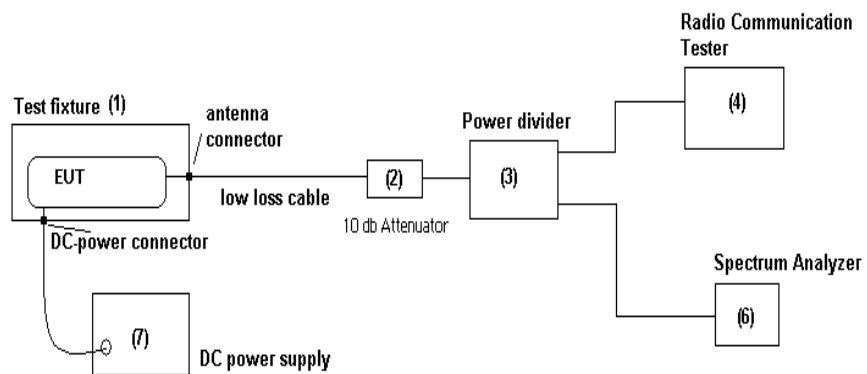 Radio Communication
Tester
(4)
Test fixture (1)
antenna
connector
Power divider
EUT
(2)
(3)
low loss cable
10 db Attenuator
DC-power connector
Spectrum Analyzer
(6)
(7)
DC power supply